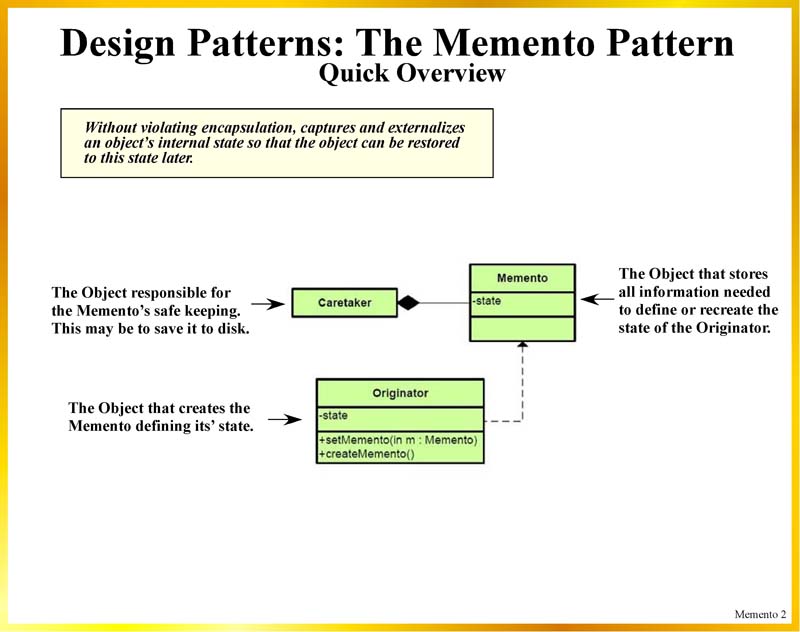 Design Patterns: The Memento Pattern
Quick Overview
Without violating encapsulation, captures and externalizes
an object's internal state so that the object can be restored
to this state later.
The Object responsible for
the Memento's safe keeping.
This may be to save it to disk.
Caretaker
Memento
-state
The Object that stores
all information needed
to define or recreate the
state of the Originator.
The Object that creates the
Memento defining its' state.
Originator
-state
+setMemento(in m : Memento)
+createMemento()
Memento 2